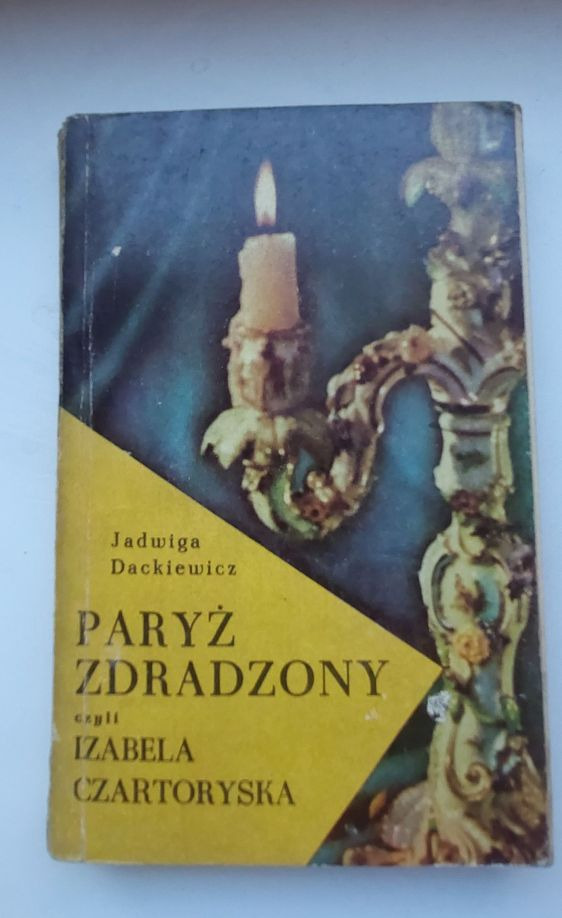 Jadwiga
Dackiewicz
PARYŻ
ZDRADZONY
czyli
IZABELA
CZARTORYSKA